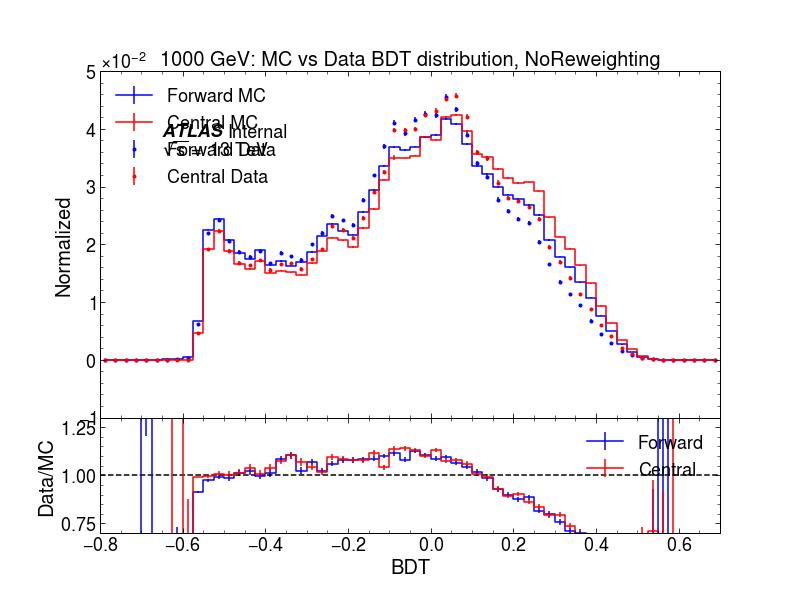 ×10⁻² 1000 GeV: MC vs Data BDT distribution, NoReweighting
5
4
3
2
1
0
−1
Normalized
Forward MC
Central MC
ATLAS Internal
√s = 13 TeV
Forward Data
Central Data
1.25
1.00
0.75
Data/MC
Forward
Central
−0.8 −0.6 −0.4 −0.2 0.0 0.2 0.4 0.6
BDT